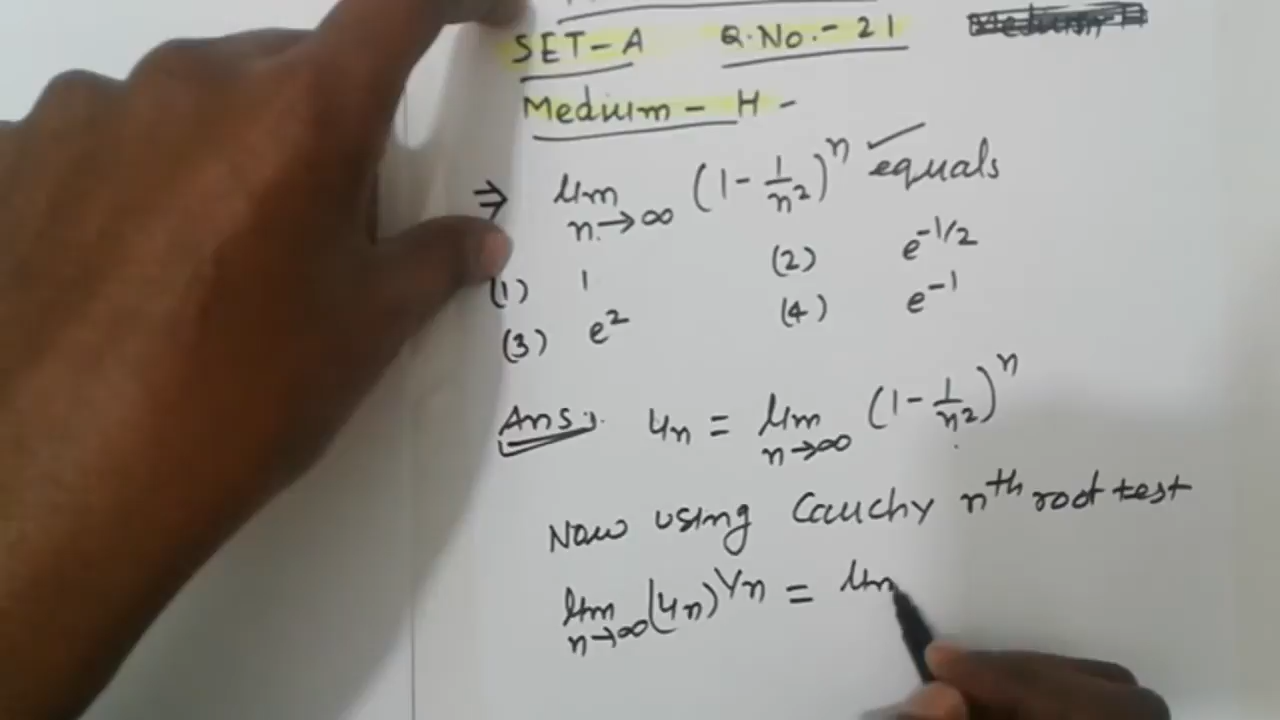 SET-A Q.No.-21
Medium - H -
⇒ lim n→∞ (1 - 1/n²)ⁿ ✓ equals
(1) 1 (2) e^{-1/2}
(3) e² (4) e^{-1}
Ans:. un = lim n→∞ (1 - 1/n²)ⁿ
Now using Cauchy nth root test
lim n→∞ (un)^{1/n} = lim